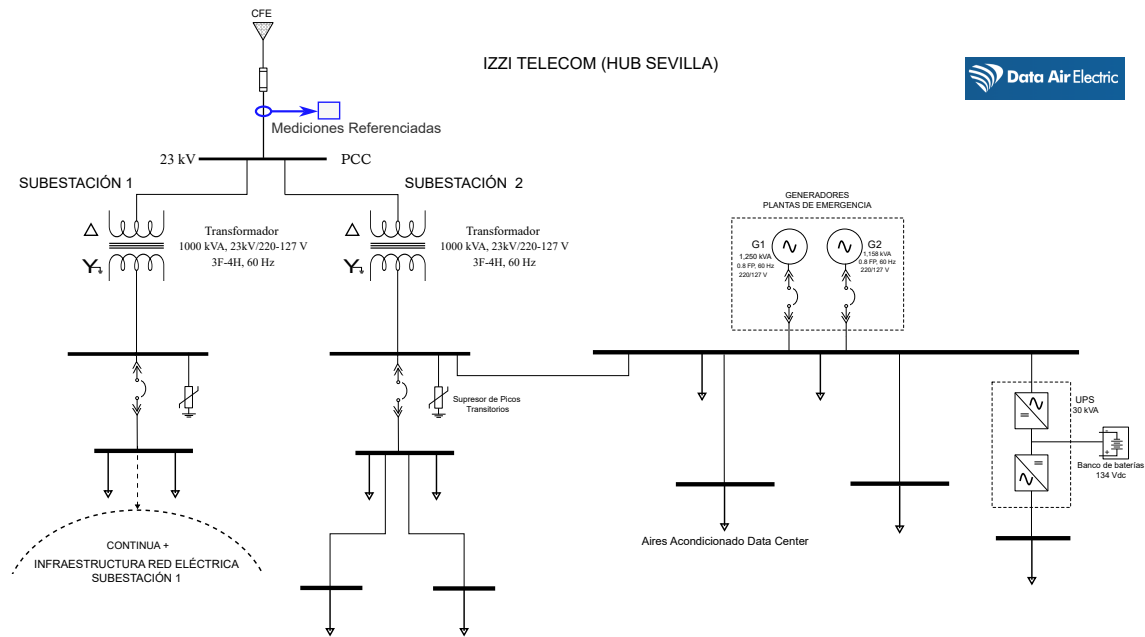 CFE
IZZI TELECOM (HUB SEVILLA)
Data Air Electric
Mediciones Referenciadas
23 kV
PCC
SUBESTACIÓN 1
SUBESTACIÓN 2
Transformador
1000 kVA, 23kV/220-127 V
3F-4H, 60 Hz
Transformador
1000 kVA, 23kV/220-127 V
3F-4H, 60 Hz
GENERADORES
PLANTAS DE EMERGENCIA
G1
1,250 kVA
0.8 FP, 60 Hz
220/127 V
G2
1,158 kVA
0.8 FP, 60 Hz
220/127 V
Supresor de Picos
Transitorios
UPS
30 kVA
Banco de baterías
134 Vdc
Aires Acondicionado Data Center
CONTINUA +
INFRAESTRUCTURA RED ELÉCTRICA
SUBESTACIÓN 1